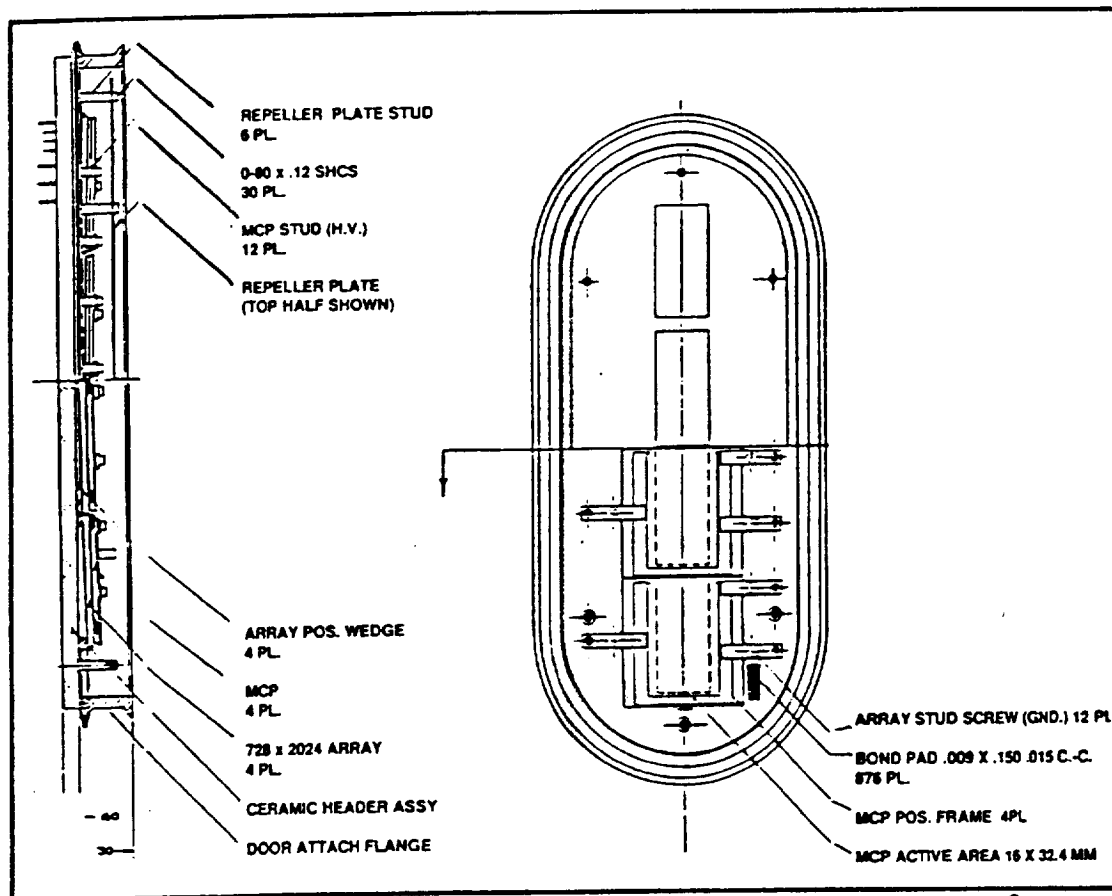 REPELLER PLATE STUD
6 PL.
0-80 x .12 SHCS
30 PL.
MCP STUD (H.V.)
12 PL.
REPELLER PLATE
(TOP HALF SHOWN)
ARRAY POS. WEDGE
4 PL.
MCP
4 PL.
728 x 2024 ARRAY
4 PL.
CERAMIC HEADER ASSY
DOOR ATTACH FLANGE
30
ARRAY STUD SCREW (GND.) 12 PL
BOND PAD .009 X .150 .015 C.-C.
876 PL.
MCP POS. FRAME 4PL
MCP ACTIVE AREA 16 X 32.4 MM